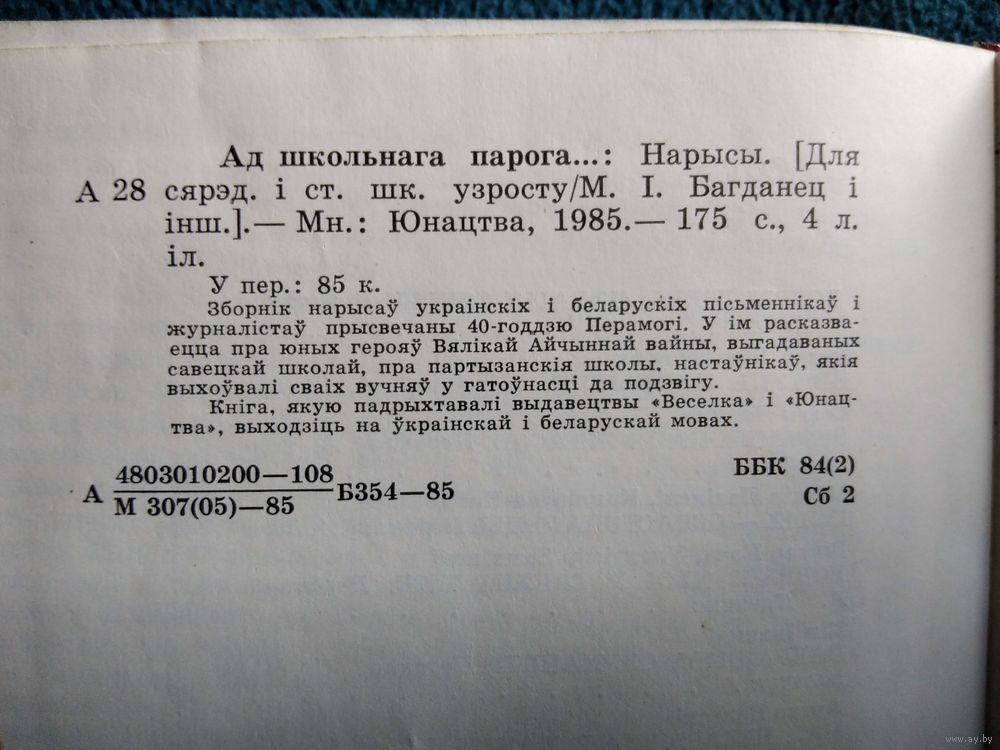 Ад школьнага парога...: Нарысы. [Для
А 28 сярэд. і ст. шк. узросту/М. І. Багданец і
інш.].— Мн.: Юнацтва, 1985.— 175 с., 4 л.
іл.
У пер.: 85 к.
Зборнік нарысаў украінскіх і беларускіх пісьменнікаў і
журналістаў прысвечаны 40-годдзю Перамогі. У ім расказва-
ецца пра юных герояў Вялікай Айчыннай вайны, выгадаваных
савецкай школай, пра партызанскія школы, настаўнікаў, якія
выхоўвалі сваіх вучняў у гатоўнасці да подзвігу.
Кніга, якую падрыхтавалі выдавецтвы «Веселка» і «Юнац-
тва», выходзіць на ўкраінскай і беларускай мовах.
А 4803010200—108 Б354—85
М 307(05)—85
ББК 84(2)
Сб 2
www.ay.by